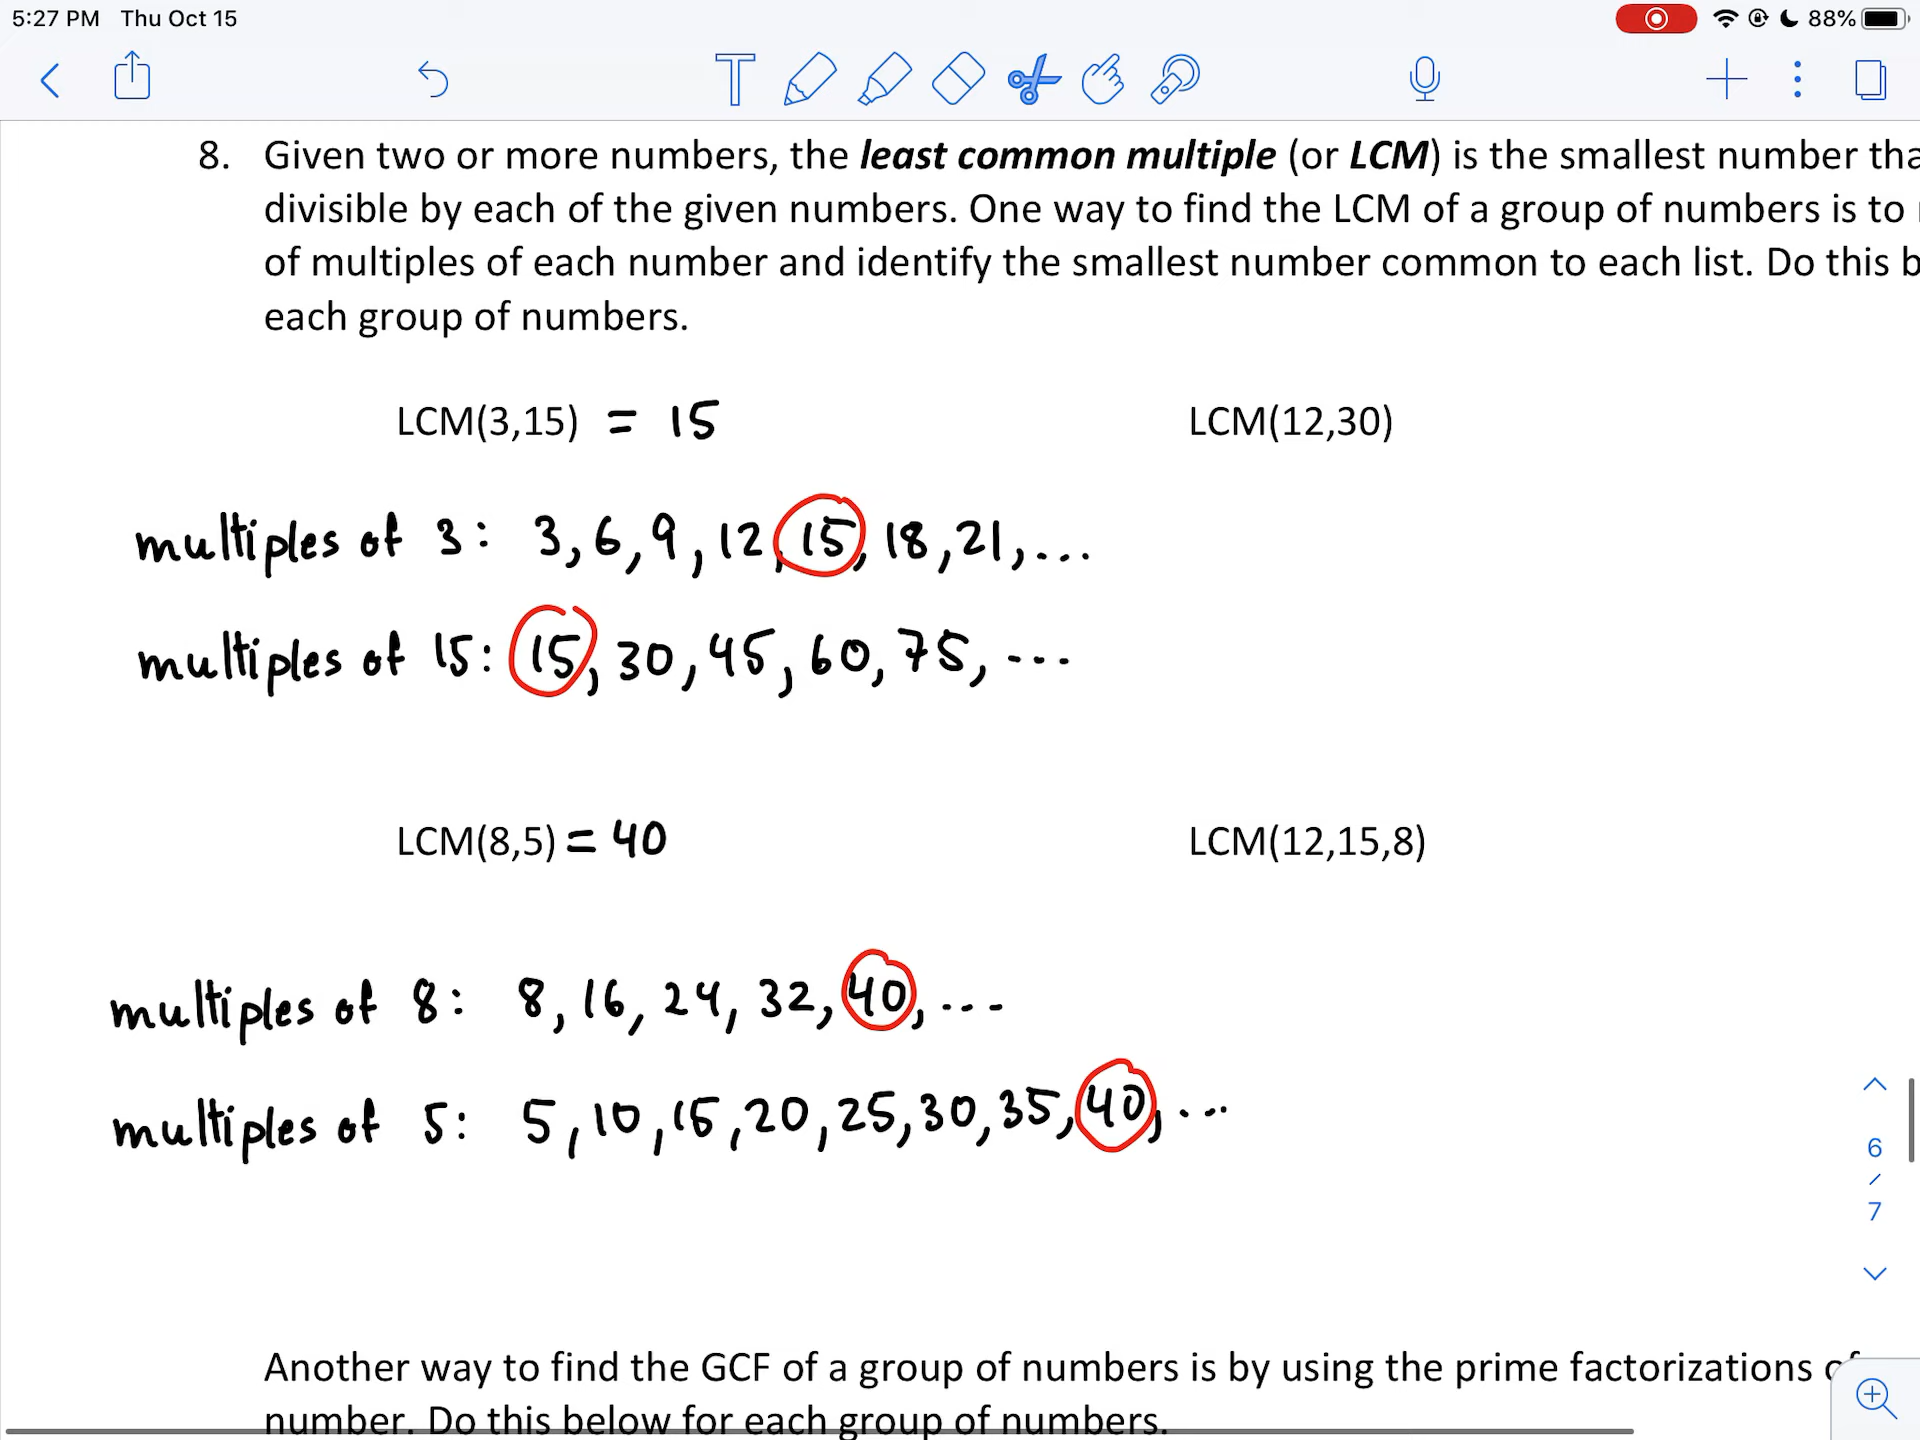 5:27 PM Thu Oct 15 88%
8. Given two or more numbers, the least common multiple (or LCM) is the smallest number
divisible by each of the given numbers. One way to find the LCM of a group of numbers is to
of multiples of each number and identify the smallest number common to each list. Do this
each group of numbers.
LCM(3,15) = 15 LCM(12,30)
multiples of 3: 3, 6, 9, 12, 15, 18, 21, ...
multiples of 15: 15, 30, 45, 60, 75, ...
LCM(8,5) = 40 LCM(12,15,8)
multiples of 8: 8, 16, 24, 32, 40, ...
multiples of 5: 5, 10, 15, 20, 25, 30, 35, 40, ...
6
/
7
Another way to find the GCF of a group of numbers is by using the prime factorizations
number. Do this below for each group of numbers.